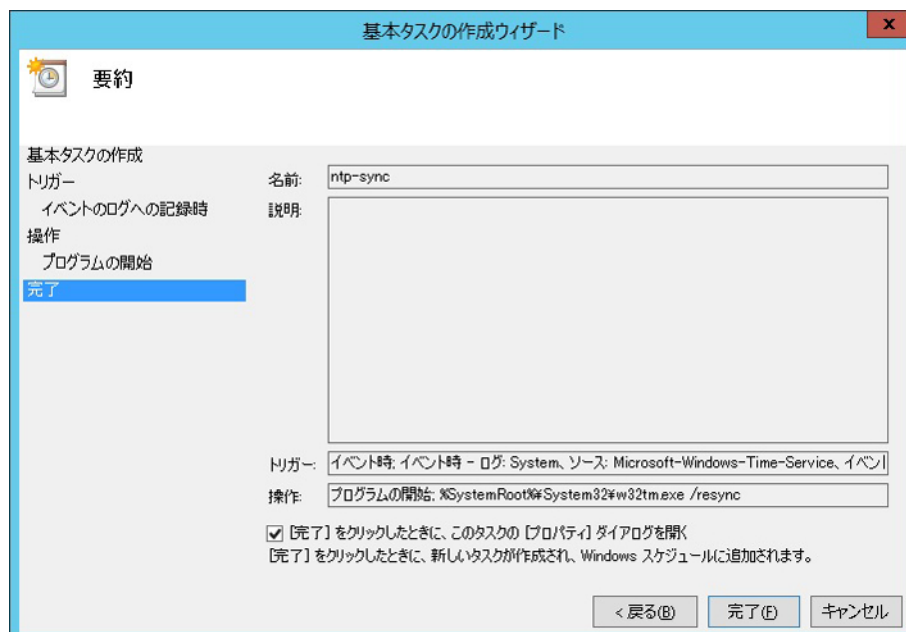 基本タスクの作成ウィザード
x
要約
基本タスクの作成
トリガー
イベントのログへの記録時
操作
プログラムの開始
完了
名前: ntp-sync
説明:
トリガー: イベント時; イベント時 - ログ: System、ソース: Microsoft-Windows-Time-Service、イベン
操作: プログラムの開始; %SystemRoot%¥System32¥w32tm.exe /resync
[完了] をクリックしたときに、このタスクの [プロパティ] ダイアログを開く
[完了] をクリックしたときに、新しいタスクが作成され、Windows スケジュールに追加されます。
< 戻る(B) 完了(F) キャンセル